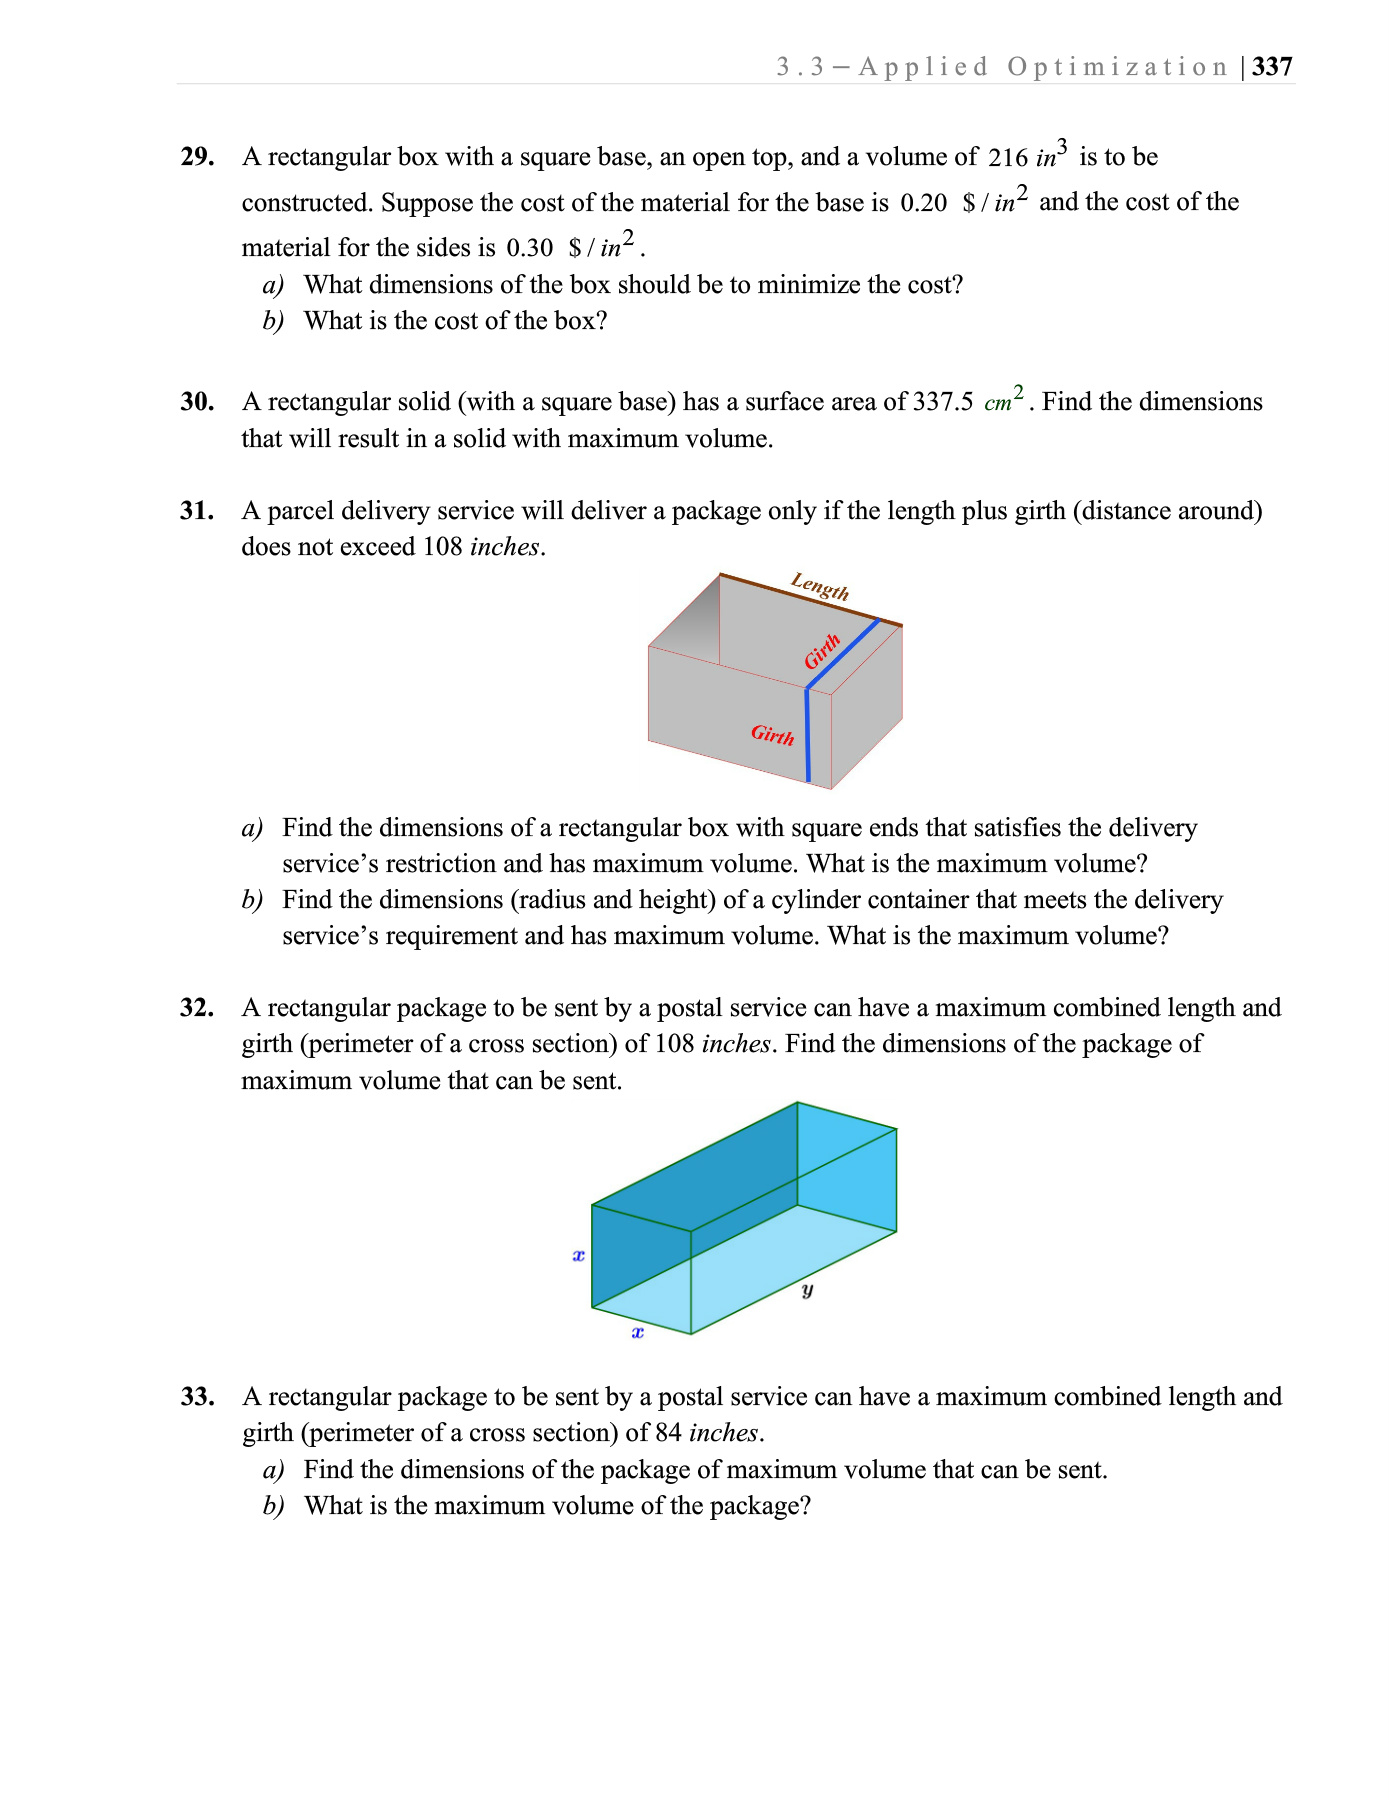 3.3 – Applied Optimization | 337
29. A rectangular box with a square base, an open top, and a volume of 216 in³ is to be
constructed. Suppose the cost of the material for the base is 0.20 $ / in² and the cost of the
material for the sides is 0.30 $ / in².
a) What dimensions of the box should be to minimize the cost?
b) What is the cost of the box?
30. A rectangular solid (with a square base) has a surface area of 337.5 cm². Find the dimensions
that will result in a solid with maximum volume.
31. A parcel delivery service will deliver a package only if the length plus girth (distance around)
does not exceed 108 inches.
Length
Girth
Girth
a) Find the dimensions of a rectangular box with square ends that satisfies the delivery
service’s restriction and has maximum volume. What is the maximum volume?
b) Find the dimensions (radius and height) of a cylinder container that meets the delivery
service’s requirement and has maximum volume. What is the maximum volume?
32. A rectangular package to be sent by a postal service can have a maximum combined length and
girth (perimeter of a cross section) of 108 inches. Find the dimensions of the package of
maximum volume that can be sent.
x
y
x
33. A rectangular package to be sent by a postal service can have a maximum combined length and
girth (perimeter of a cross section) of 84 inches.
a) Find the dimensions of the package of maximum volume that can be sent.
b) What is the maximum volume of the package?